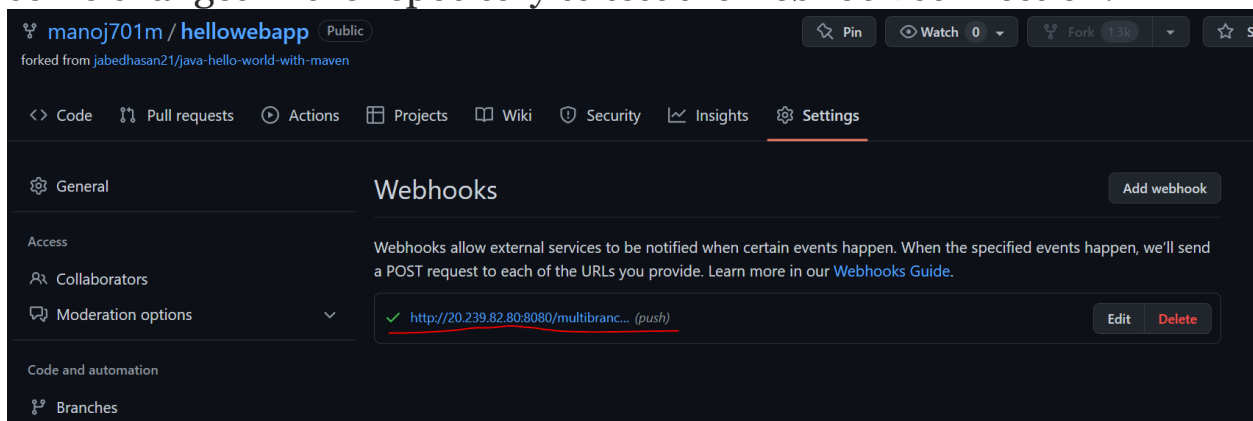 manoj701m / hellowebapp Public
Pin
Watch 0
Fork 1.3k
forked from jabedhasan21/java-hello-world-with-maven
Code
Pull requests
Actions
Projects
Wiki
Security
Insights
Settings
General
Access
Collaborators
Moderation options
Code and automation
Branches
Webhooks
Add webhook
Webhooks allow external services to be notified when certain events happen. When the specified events happen, we'll send
a POST request to each of the URLs you provide. Learn more in our Webhooks Guide.
http://20.239.82.80:8080/multibranc... (push)
Edit
Delete